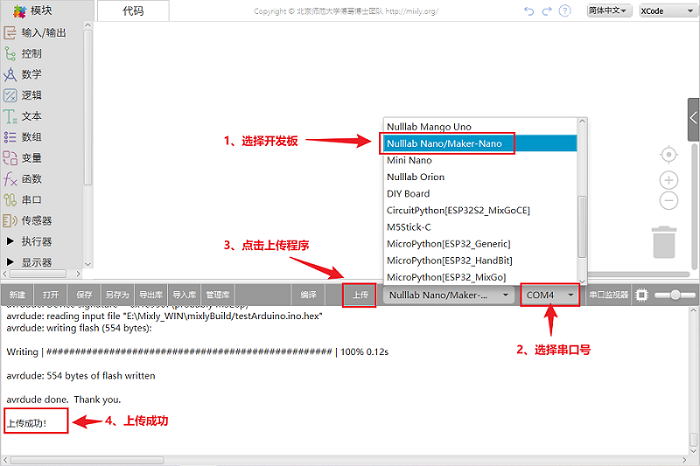 模块
代码
Copyright © 北京师范大学傅骞博士团队 http://mixly.org/
简体中文
XCode
输入/输出
控制
数学
逻辑
文本
数组
变量
函数
串口
传感器
执行器
显示器
1、选择开发板
Nulllab Mango Uno
Nulllab Nano/Maker-Nano
Mini Nano
Nulllab Orion
DIY Board
CircuitPython[ESP32S2_MixGoCE]
M5Stick-C
MicroPython[ESP32_Generic]
MicroPython[ESP32_HandBit]
MicroPython[ESP32_MixGo]
3、点击上传程序
新建 打开 保存 另存为 导出库 导入库 管理库 编译 上传 Nulllab Nano/Maker-... COM4 串口监视器
2、选择串口号
avrdude: reading input file "E:\Mixly_WIN\mixlyBuild/testArduino.ino.hex"
avrdude: writing flash (554 bytes):
Writing | ################################################## | 100% 0.12s
avrdude: 554 bytes of flash written
avrdude done. Thank you.
上传成功!
4、上传成功